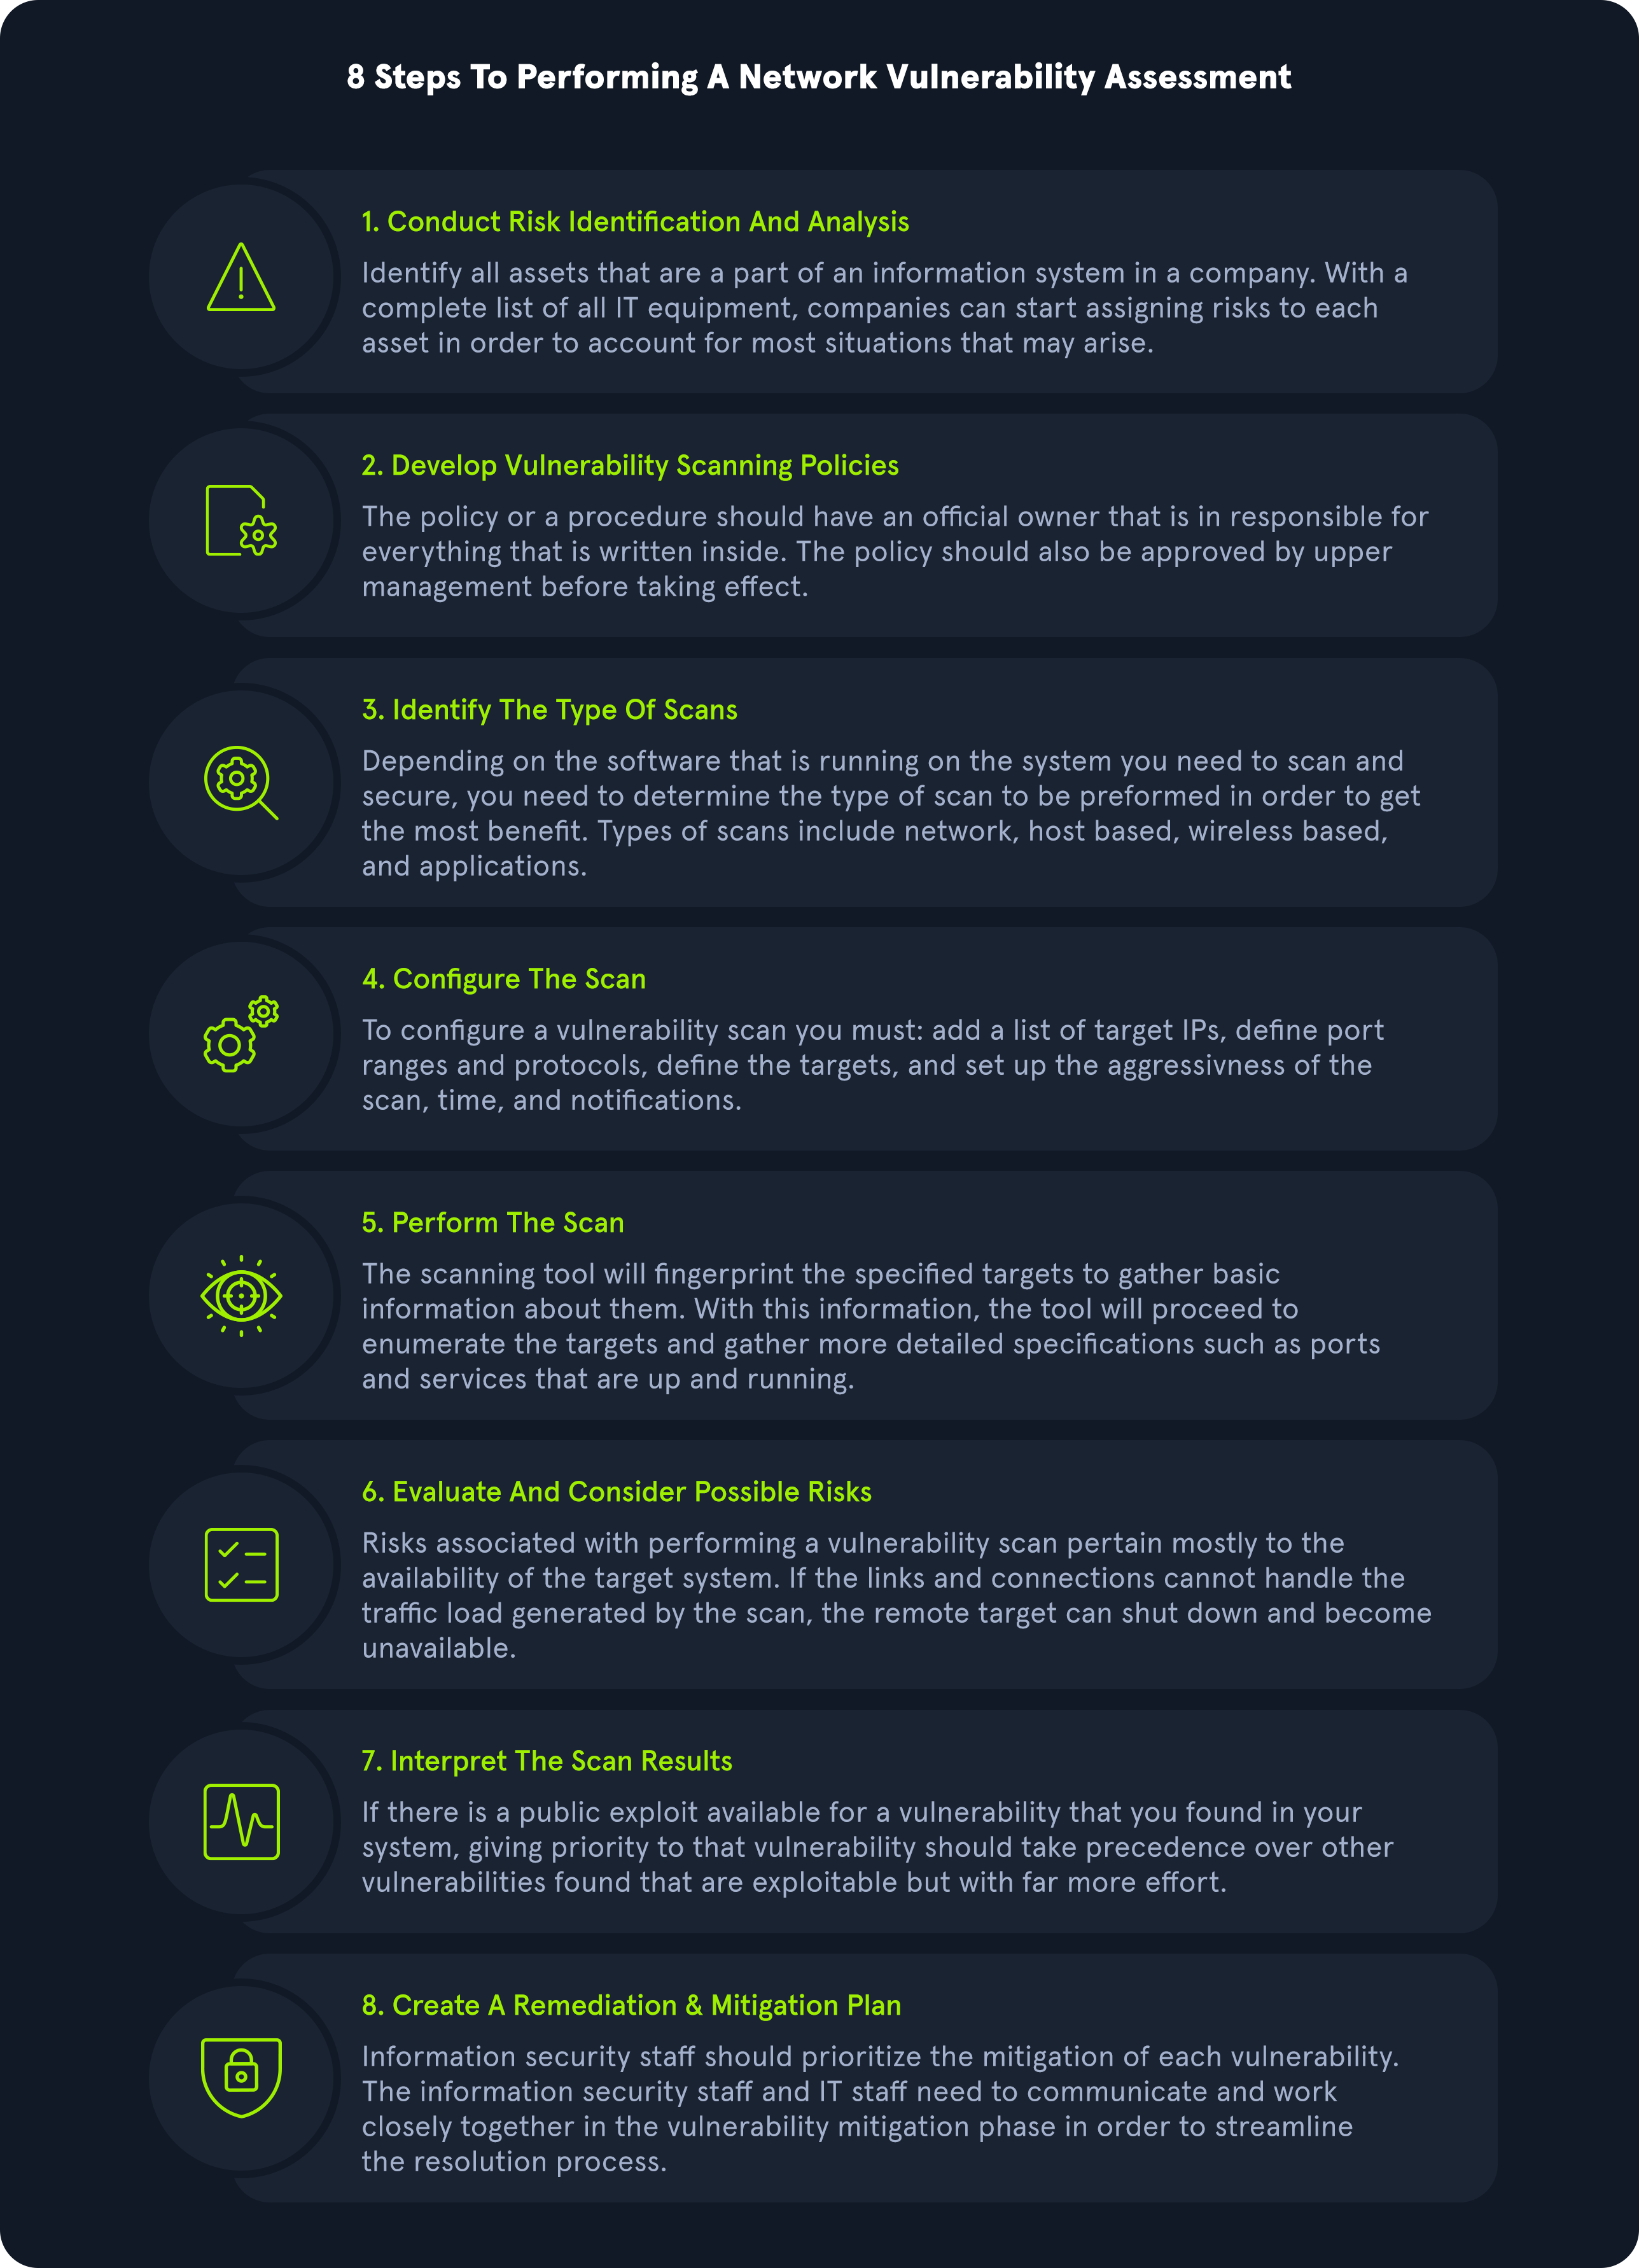 8 Steps To Performing A Network Vulnerability Assessment
1. Conduct Risk Identification And Analysis
Identify all assets that are a part of an information system in a company. With a
complete list of all IT equipment, companies can start assigning risks to each
asset in order to account for most situations that may arise.
2. Develop Vulnerability Scanning Policies
The policy or a procedure should have an official owner that is in responsible for
everything that is written inside. The policy should also be approved by upper
management before taking effect.
3. Identify The Type Of Scans
Depending on the software that is running on the system you need to scan and
secure, you need to determine the type of scan to be preformed in order to get
the most benefit. Types of scans include network, host based, wireless based,
and applications.
4. Configure The Scan
To configure a vulnerability scan you must: add a list of target IPs, define port
ranges and protocols, define the targets, and set up the aggressivness of the
scan, time, and notifications.
5. Perform The Scan
The scanning tool will fingerprint the specified targets to gather basic
information about them. With this information, the tool will proceed to
enumerate the targets and gather more detailed specifications such as ports
and services that are up and running.
6. Evaluate And Consider Possible Risks
Risks associated with performing a vulnerability scan pertain mostly to the
availability of the target system. If the links and connections cannot handle the
traffic load generated by the scan, the remote target can shut down and become
unavailable.
7. Interpret The Scan Results
If there is a public exploit available for a vulnerability that you found in your
system, giving priority to that vulnerability should take precedence over other
vulnerabilities found that are exploitable but with far more effort.
8. Create A Remediation & Mitigation Plan
Information security staff should prioritize the mitigation of each vulnerability.
The information security staff and IT staff need to communicate and work
closely together in the vulnerability mitigation phase in order to streamline
the resolution process.